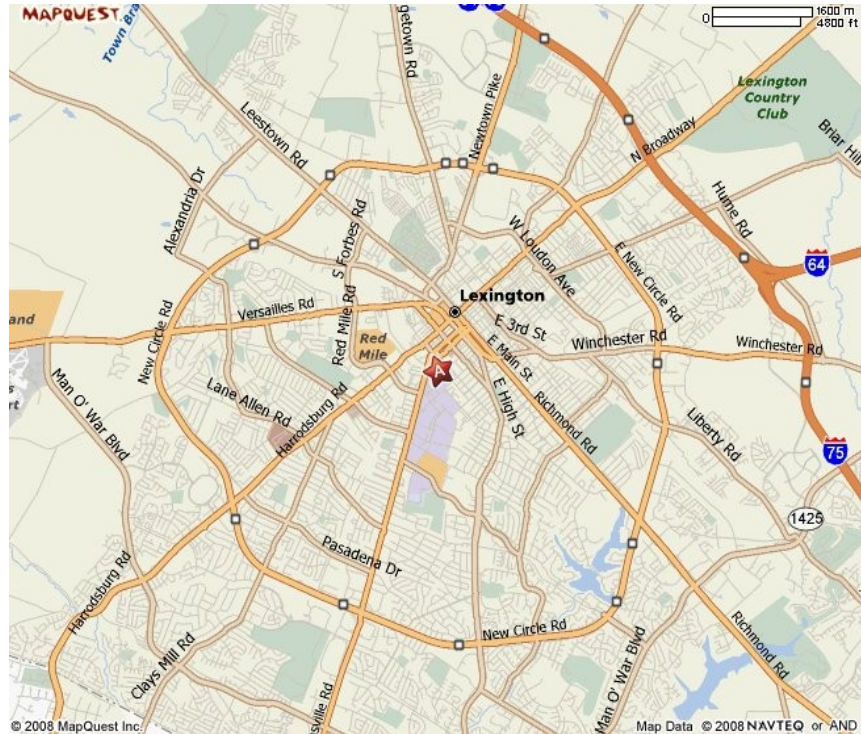 MAPQUEST
1600 m
0
4800 ft
Town Bra
getown Rd
Newtown Pike
N Broadway
Lexington
Country
Club
Briar Hill
Leestown Rd
Alexandria Dr
S Forbes Rd
W Loudon Ave
Hume Rd
E New Circle Rd
64
Lexington
Versailles Rd
Red Mile Rd
Red
Mile
E 3rd St
E Main St
Winchester Rd
Winchester Rd
and
s
rt
New Circle Rd
Man O' War Blvd
Lane Allen Rd
Harrodsburg Rd
A
E High St
Richmond Rd
Liberty Rd
75
1425
Pasadena Dr
Harrodsburg Rd
Clays Mill Rd
New Circle Rd
Man O' War Blvd
Richmond Rd
sville Rd
© 2008 MapQuest Inc.
Map Data © 2008 NAVTEQ or AND